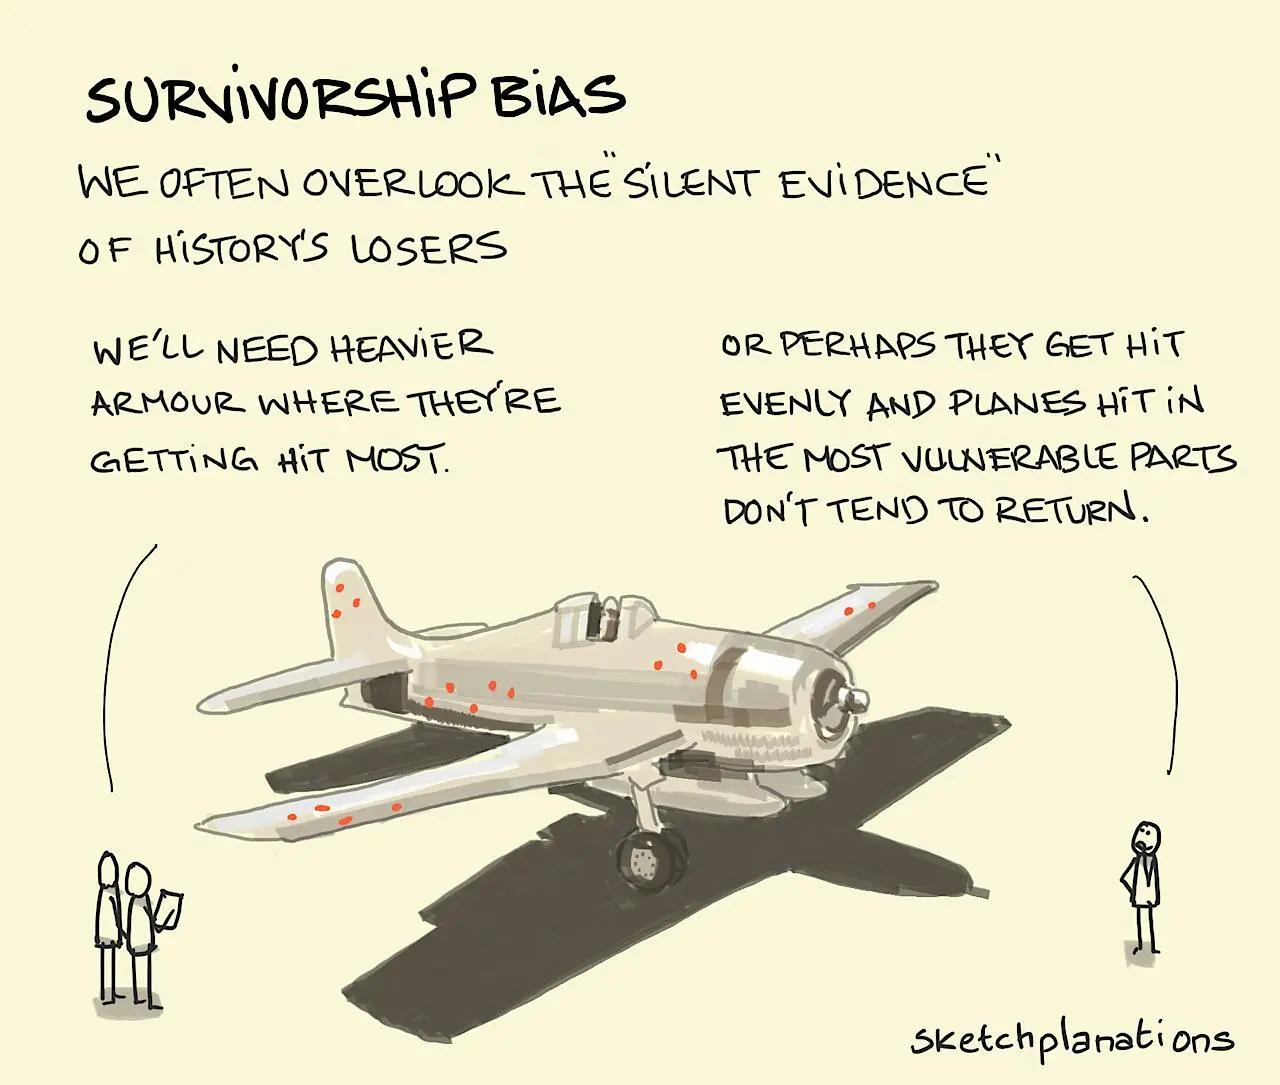 SURVIVORSHIP BIAS
WE OFTEN OVERLOOK THE "SILENT EVIDENCE"
OF HISTORY'S LOSERS
WE'LL NEED HEAVIER
ARMOUR WHERE THEY'RE
GETTING HIT MOST.
OR PERHAPS THEY GET HIT
EVENLY AND PLANES HIT IN
THE MOST VULNERABLE PARTS
DON'T TEND TO RETURN.
sketchplanations